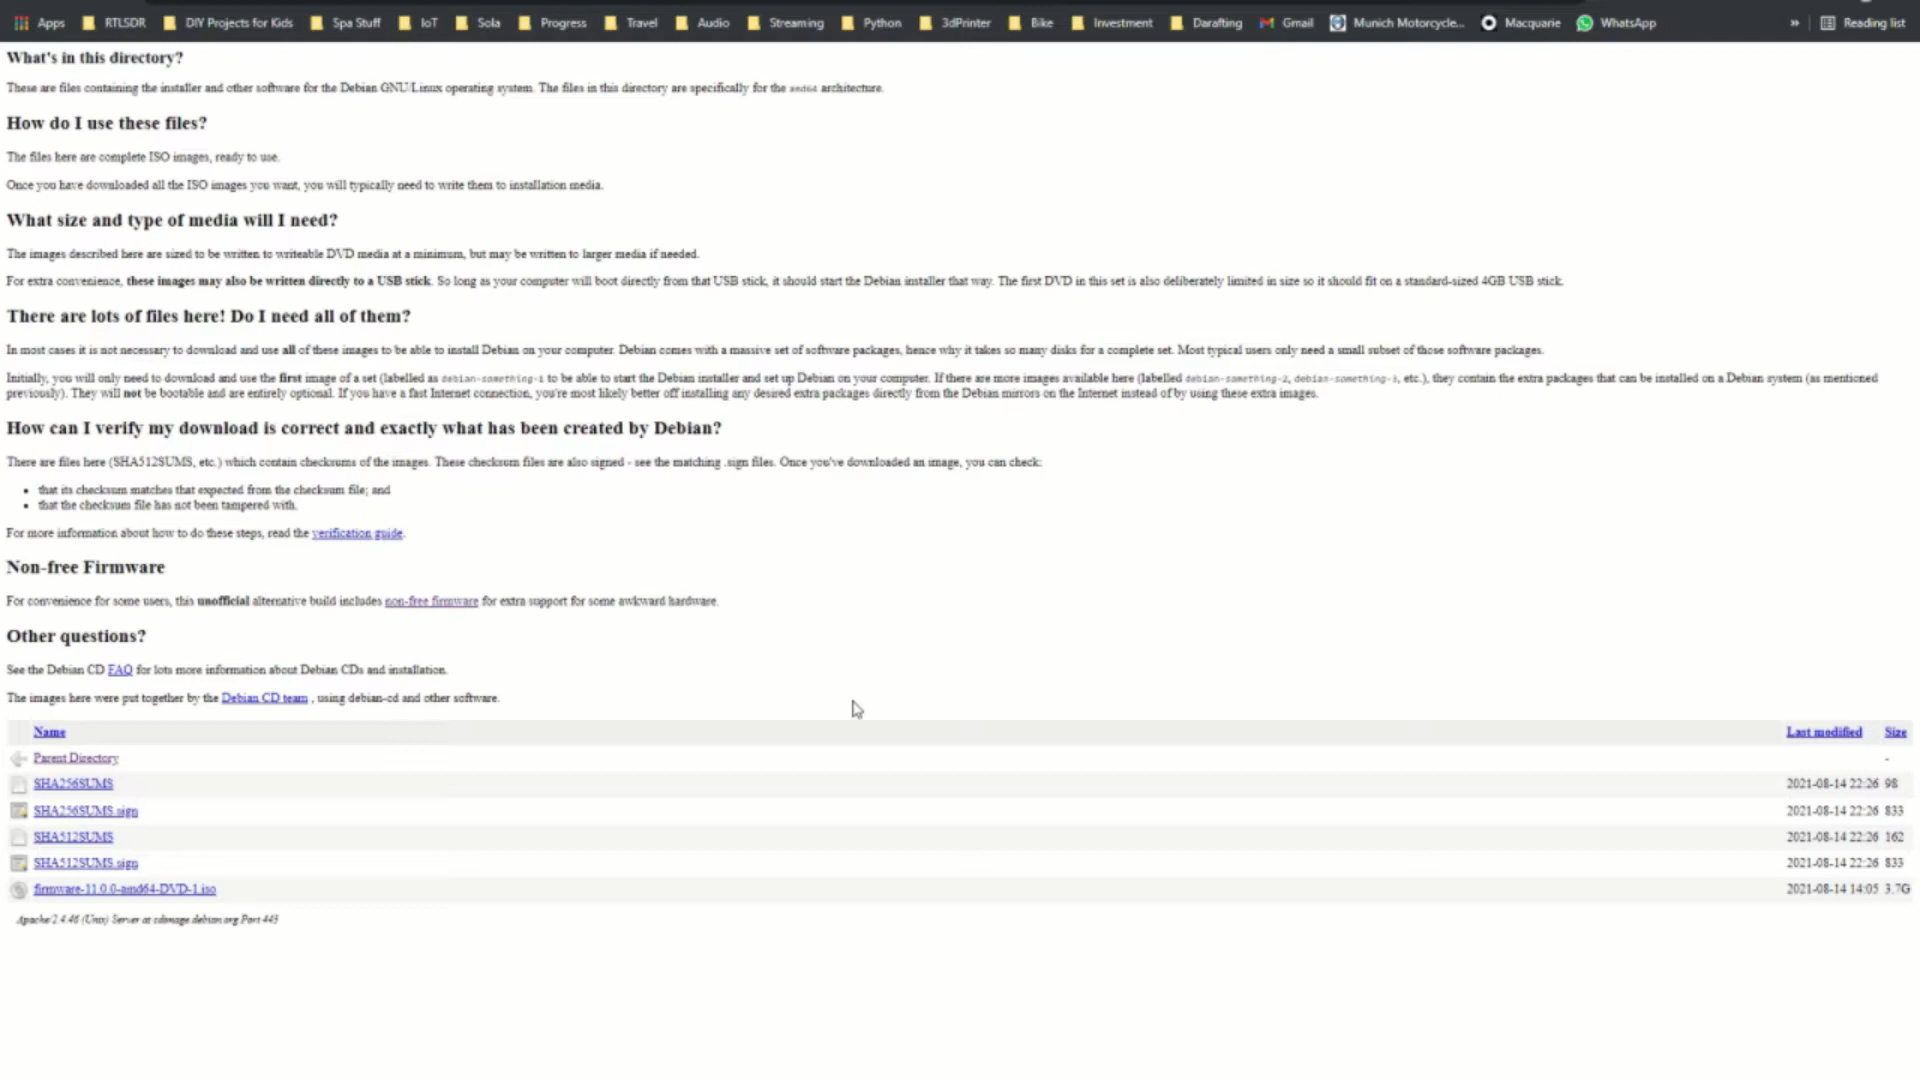 Apps RTLSDR DIY Projects for Kids Spa Stuff IoT Sola Progress Travel Audio Streaming Python 3dPrinter Bike Investment Darafting Gmail Munich Motorcycle... Macquarie WhatsApp » Reading list
What's in this directory?
These are files containing the installer and other software for the Debian GNU/Linux operating system. The files in this directory are specifically for the amd64 architecture.
How do I use these files?
The files here are complete ISO images, ready to use.
Once you have downloaded all the ISO images you want, you will typically need to write them to installation media.
What size and type of media will I need?
The images described here are sized to be written to writeable DVD media at a minimum, but may be written to larger media if needed.
For extra convenience, these images may also be written directly to a USB stick. So long as your computer will boot directly from that USB stick, it should start the Debian installer that way. The first DVD in this set is also deliberately limited in size so it should fit on a standard-sized 4GB USB stick.
There are lots of files here! Do I need all of them?
In most cases it is not necessary to download and use all of these images to be able to install Debian on your computer. Debian comes with a massive set of software packages, hence why it takes so many disks for a complete set. Most typical users only need a small subset of those software packages.
Initially, you will only need to download and use the first image of a set (labelled as debian-something-1 to be able to start the Debian installer and set up Debian on your computer. If there are more images available here (labelled debian-something-2, debian-something-3, etc.), they contain the extra packages that can be installed on a Debian system (as mentioned
previously). They will not be bootable and are entirely optional. If you have a fast Internet connection, you're most likely better off installing any desired extra packages directly from the Debian mirrors on the Internet instead of by using these extra images.
How can I verify my download is correct and exactly what has been created by Debian?
There are files here (SHA512SUMS, etc.) which contain checksums of the images. These checksum files are also signed - see the matching .sign files. Once you've downloaded an image, you can check:
• that its checksum matches that expected from the checksum file; and
• that the checksum file has not been tampered with.
For more information about how to do these steps, read the verification guide.
Non-free Firmware
For convenience for some users, this unofficial alternative build includes non-free firmware for extra support for some awkward hardware.
Other questions?
See the Debian CD FAQ for lots more information about Debian CDs and installation.
The images here were put together by the Debian CD team , using debian-cd and other software.
Name Last modified Size
Parent Directory -
SHA256SUMS 2021-08-14 22:26 98
SHA256SUMS.sign 2021-08-14 22:26 833
SHA512SUMS 2021-08-14 22:26 162
SHA512SUMS.sign 2021-08-14 22:26 833
firmware-11.0.0-amd64-DVD-1.iso 2021-08-14 14:05 3.7G
Apache/2.4.46 (Unix) Server at cdimage.debian.org Port 443